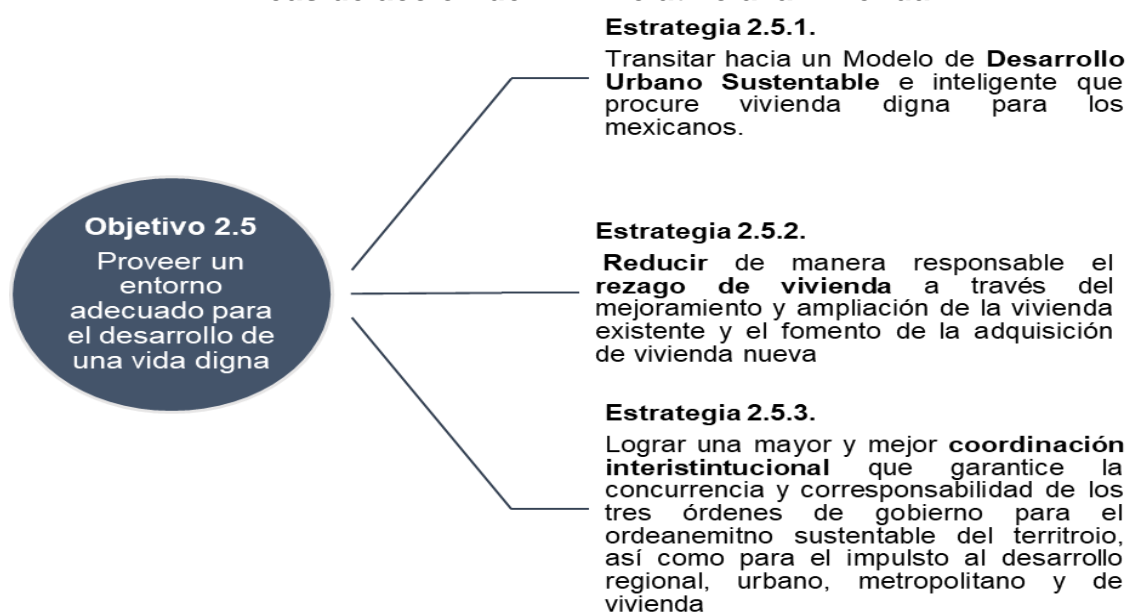 Estrategia 2.5.1.
Transitar hacia un Modelo de Desarrollo
Urbano Sustentable e inteligente que
procure vivienda digna para los
mexicanos.
Objetivo 2.5
Proveer un
entorno
adecuado para
el desarrollo de
una vida digna
Estrategia 2.5.2.
Reducir de manera responsable el
rezago de vivienda a través del
mejoramiento y ampliación de la vivienda
existente y el fomento de la adquisición
de vivienda nueva
Estrategia 2.5.3.
Lograr una mayor y mejor coordinación
interistintucional que garantice la
concurrencia y corresponsabilidad de los
tres órdenes de gobierno para el
ordeanemitno sustentable del territroio,
así como para el impulsto al desarrollo
regional, urbano, metropolitano y de
vivienda